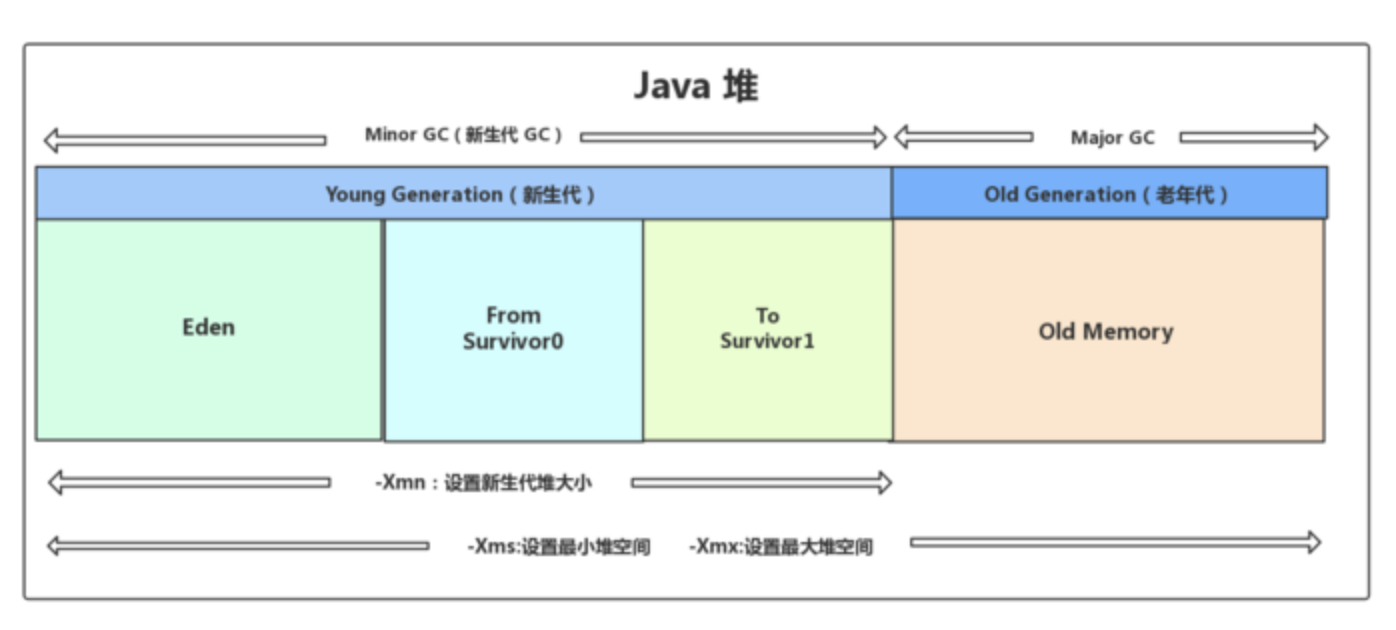 Java 堆
Minor GC ( 新生代 GC )
Major GC
Young Generation ( 新生代 )
Old Generation ( 老年代 )
Eden
From
Survivor0
To
Survivor1
Old Memory
-Xmn : 设置新生代堆大小
-Xms:设置最小堆空间 -Xmx:设置最大堆空间